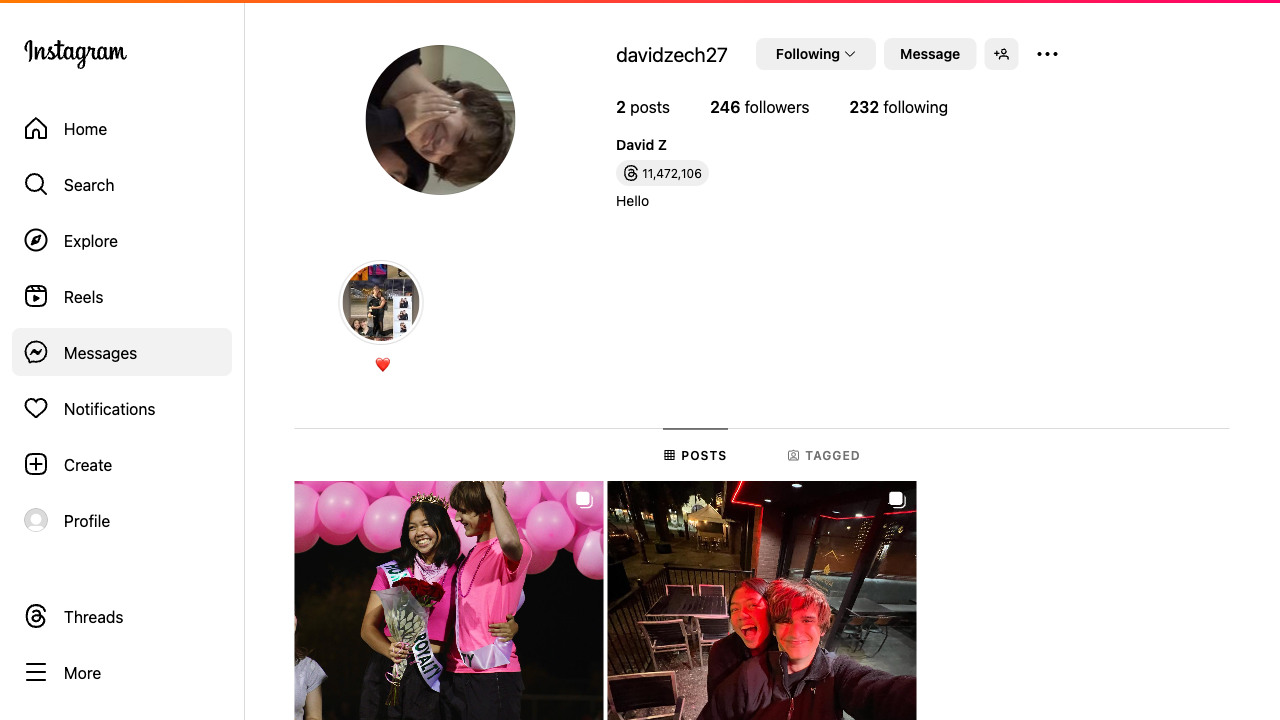 Instagram
Home
Search
Explore
Reels
Messages
Notifications
Create
Profile
Threads
More
davidzech27
Following
Message
2 posts
246 followers
232 following
David Z
11,472,106
Hello
POSTS
TAGGED
ROYALTY